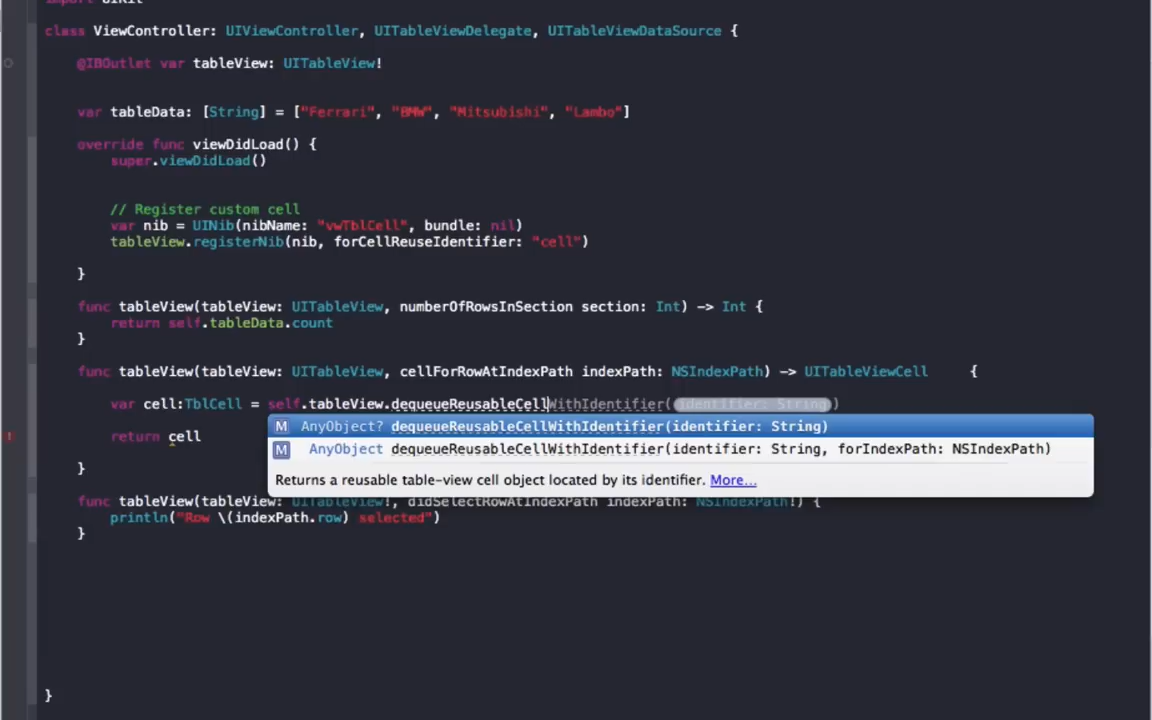 import UIKit
class ViewController: UIViewController, UITableViewDelegate, UITableViewDataSource {
@IBOutlet var tableView: UITableView!
var tableData: [String] = ["Ferrari", "BMW", "Mitsubishi", "Lambo"]
override func viewDidLoad() {
super.viewDidLoad()
// Register custom cell
var nib = UINib(nibName: "vwTblCell", bundle: nil)
tableView.registerNib(nib, forCellReuseIdentifier: "cell")
}
func tableView(tableView: UITableView, numberOfRowsInSection section: Int) -> Int {
return self.tableData.count
}
func tableView(tableView: UITableView, cellForRowAtIndexPath indexPath: NSIndexPath) -> UITableViewCell {
var cell:TblCell = self.tableView.dequeueReusableCellWithIdentifier(identifier: String)
M AnyObject? dequeueReusableCellWithIdentifier(identifier: String)
return cell
M AnyObject dequeueReusableCellWithIdentifier(identifier: String, forIndexPath: NSIndexPath)
}
Returns a reusable table-view cell object located by its identifier. More...
func tableView(tableView: UITableView!, didSelectRowAtIndexPath indexPath: NSIndexPath!) {
println("Row \(indexPath.row) selected")
}
}